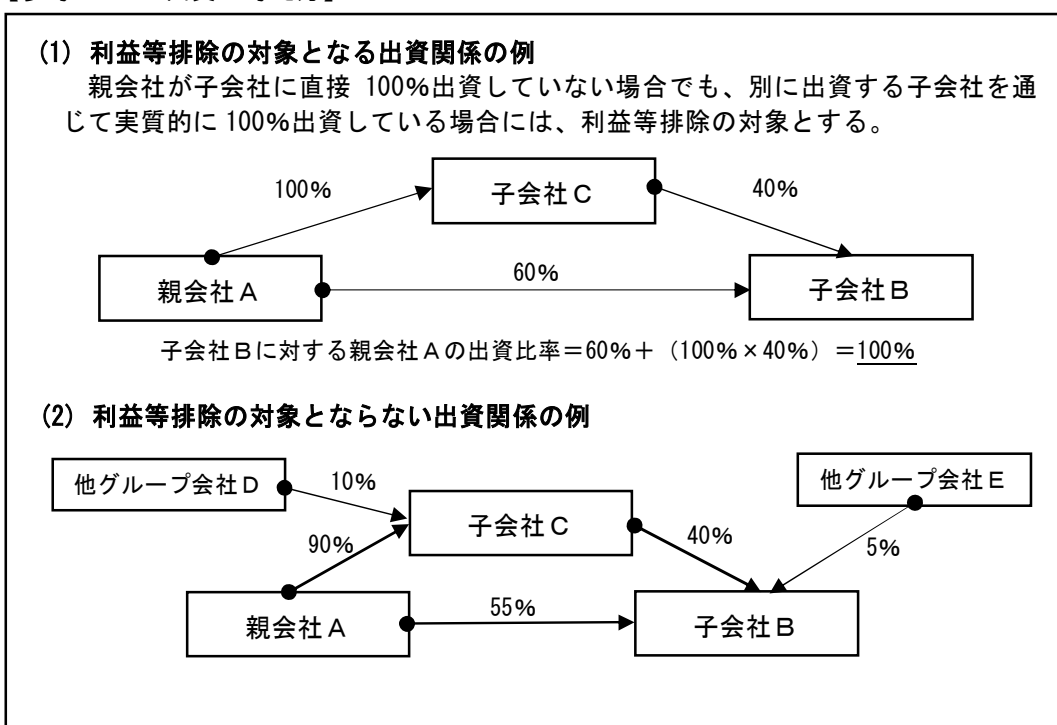 (1) 利益等排除の対象となる出資関係の例
親会社が子会社に直接 100%出資していない場合でも、別に出資する子会社を通
じて実質的に 100%出資している場合には、利益等排除の対象とする。
100%
子会社C
40%
親会社A
60%
子会社B
子会社Bに対する親会社Aの出資比率=60%+(100%×40%)=100%
(2) 利益等排除の対象とならない出資関係の例
他グループ会社D
10%
子会社C
他グループ会社E
90%
40%
5%
親会社A
55%
子会社B